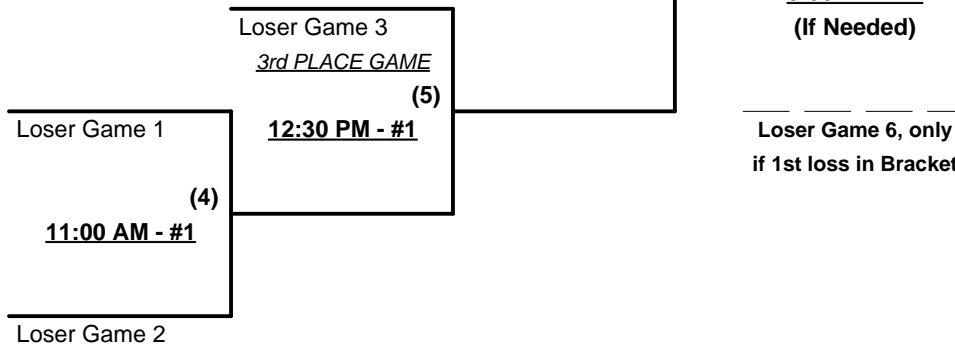 Loser Game 3
3rd PLACE GAME
(5)
12:30 PM - #1
Loser Game 1
(4)
11:00 AM - #1
Loser Game 2
(If Needed)
Loser Game 6, only
if 1st loss in Bracket